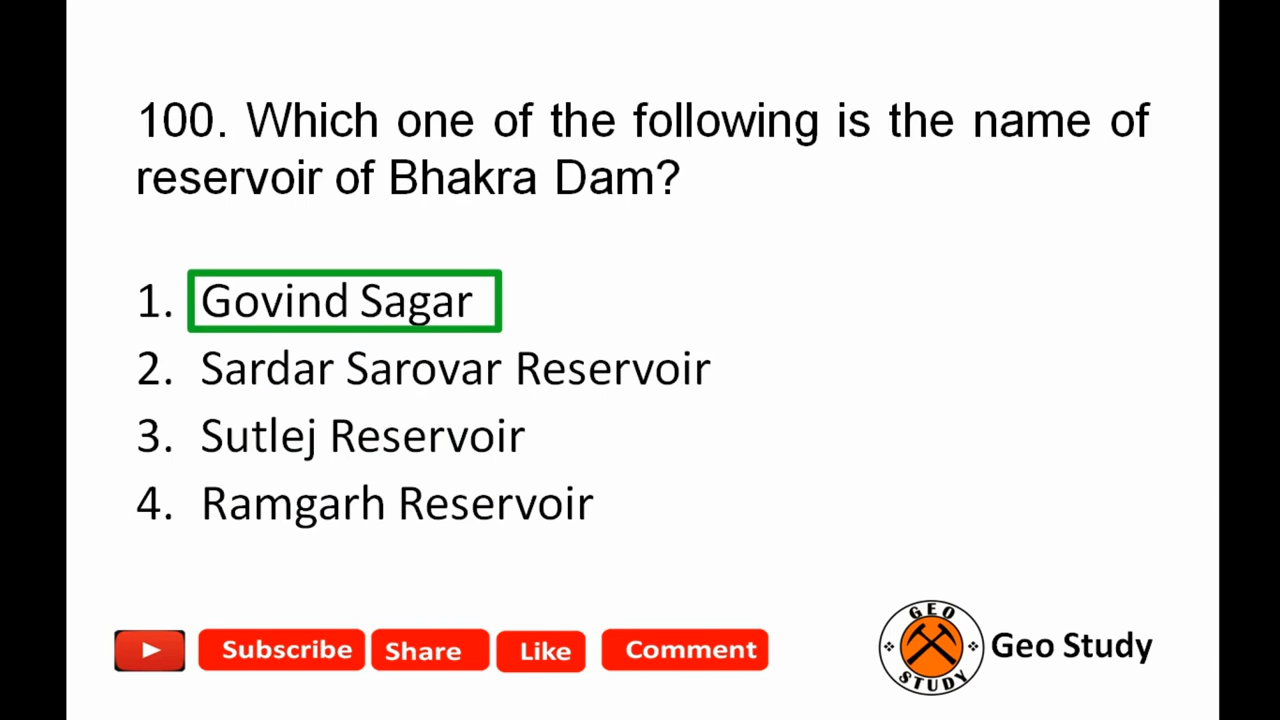 100. Which one of the following is the name of
reservoir of Bhakra Dam?
1. Govind Sagar
2. Sardar Sarovar Reservoir
3. Sutlej Reservoir
4. Ramgarh Reservoir
Subscribe Share Like Comment
GEO STUDY
Geo Study